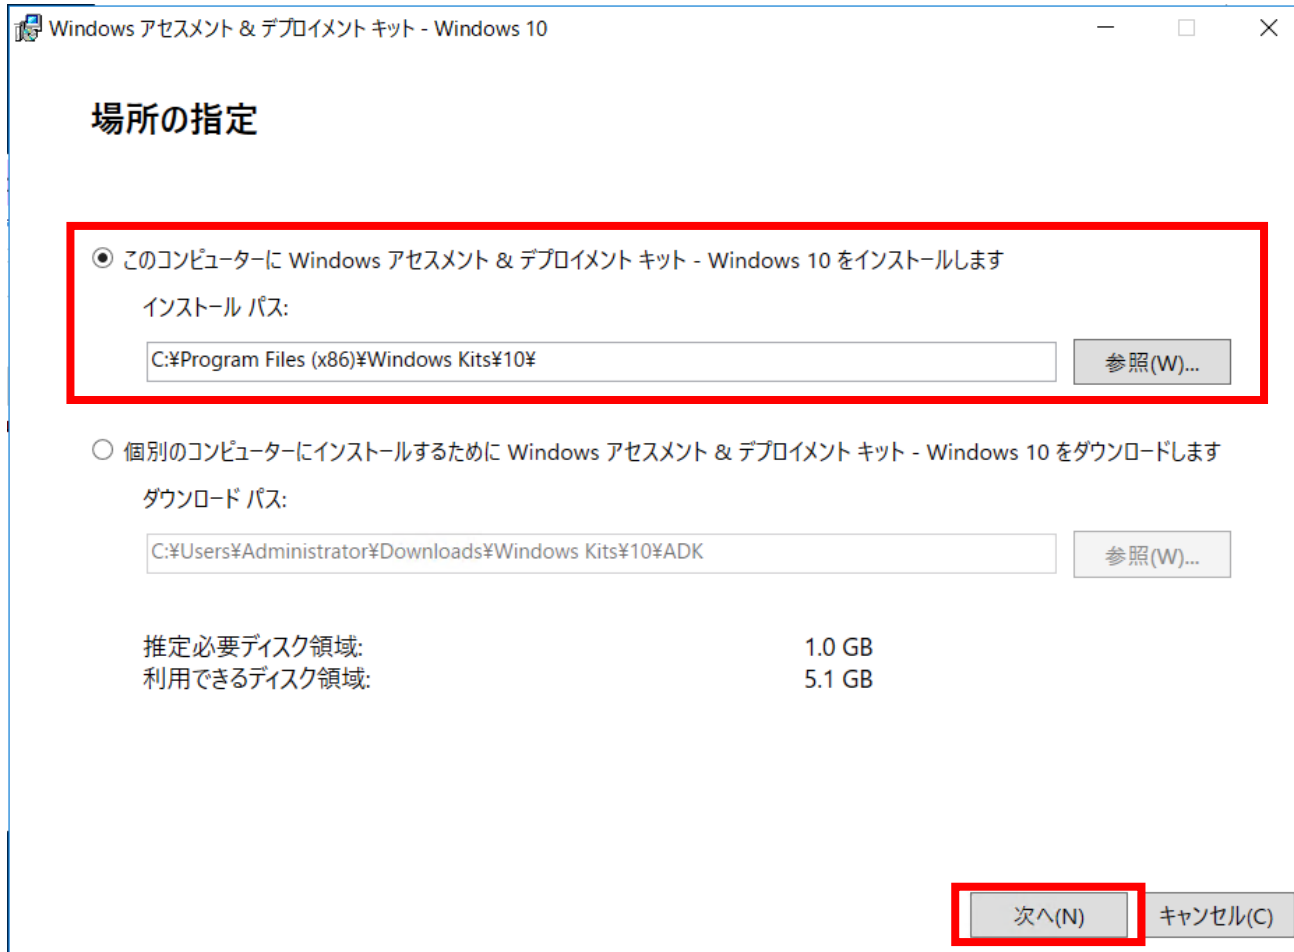 Windows アセスメント & デプロイメント キット - Windows 10
場所の指定
このコンピューターに Windows アセスメント & デプロイメント キット - Windows 10 をインストールします
インストール パス:
C:¥Program Files (x86)¥Windows Kits¥10¥
参照(W)...
個別のコンピューターにインストールするために Windows アセスメント & デプロイメント キット - Windows 10 をダウンロードします
ダウンロード パス:
C:¥Users¥Administrator¥Downloads¥Windows Kits¥10¥ADK
参照(W)...
推定必要ディスク領域: 1.0 GB
利用できるディスク領域: 5.1 GB
次へ(N) キャンセル(C)